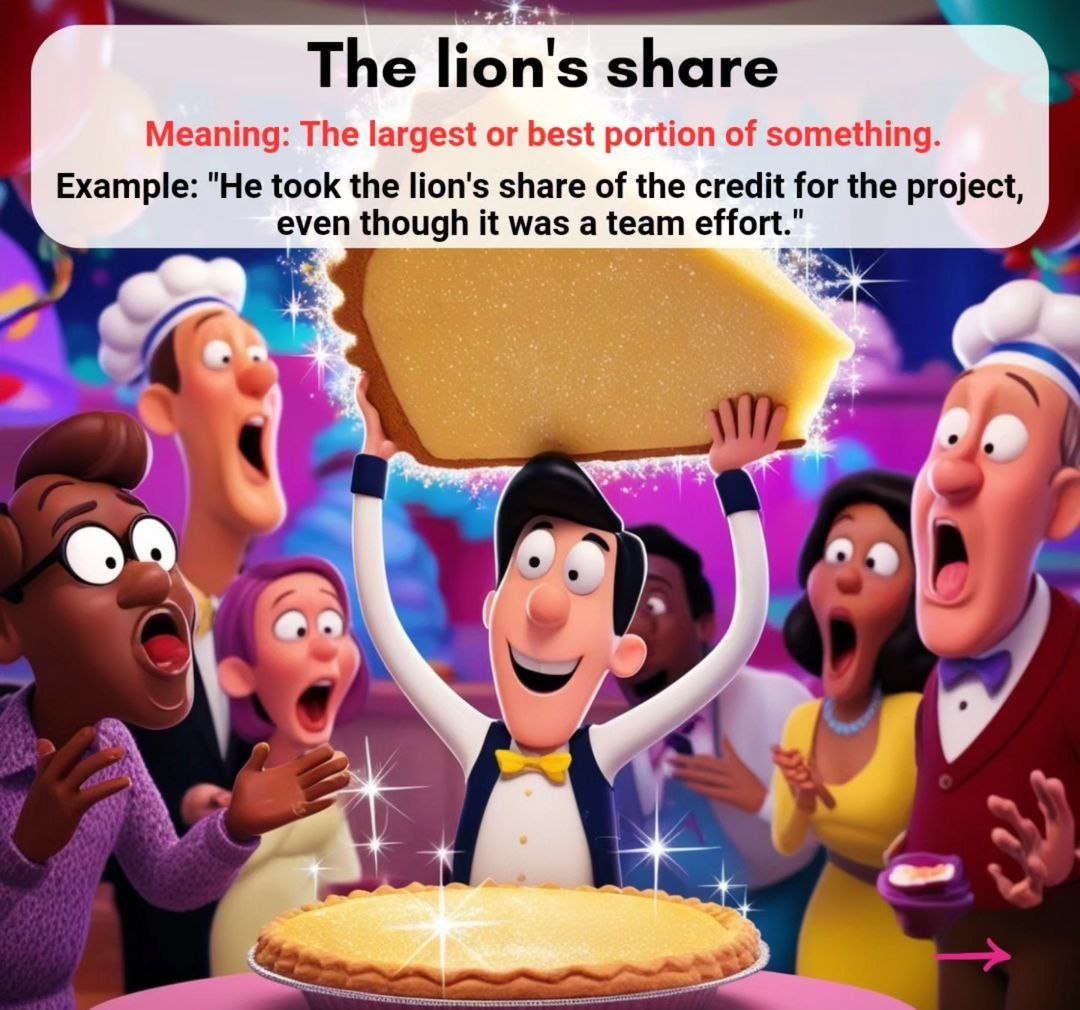 The lion's share
Meaning: The largest or best portion of something.
Example: "He took the lion's share of the credit for the project,
even though it was a team effort."